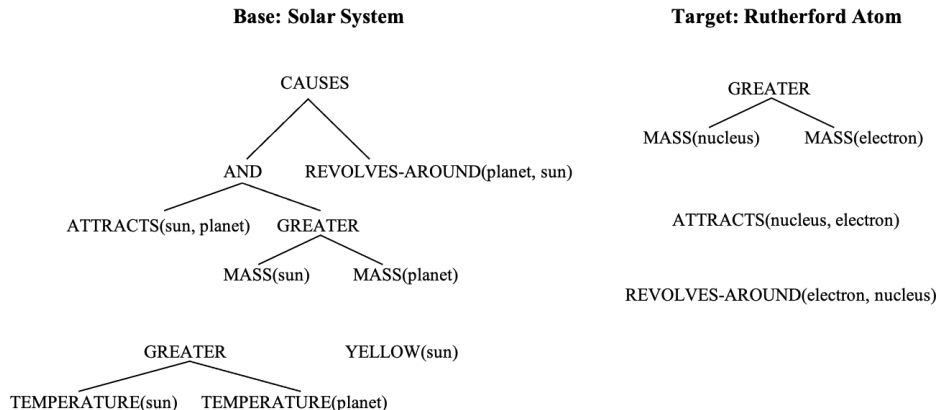 Base: Solar System
Target: Rutherford Atom
CAUSES
AND
REVOLVES-AROUND(planet, sun)
ATTRACTS(sun, planet)
GREATER
MASS(sun)
MASS(planet)
GREATER
YELLOW(sun)
TEMPERATURE(sun)
TEMPERATURE(planet)
GREATER
MASS(nucleus)
MASS(electron)
ATTRACTS(nucleus, electron)
REVOLVES-AROUND(electron, nucleus)